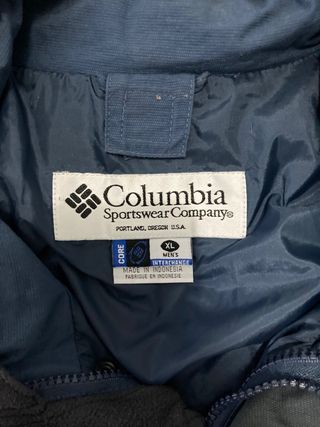 Columbia
Sportswear Company®
PORTLAND, OREGON U.S.A.
CORE
XL
MEN'S
INTERCHANGE
MADE IN INDONESIA
FABRIQUE EN INDONESIE